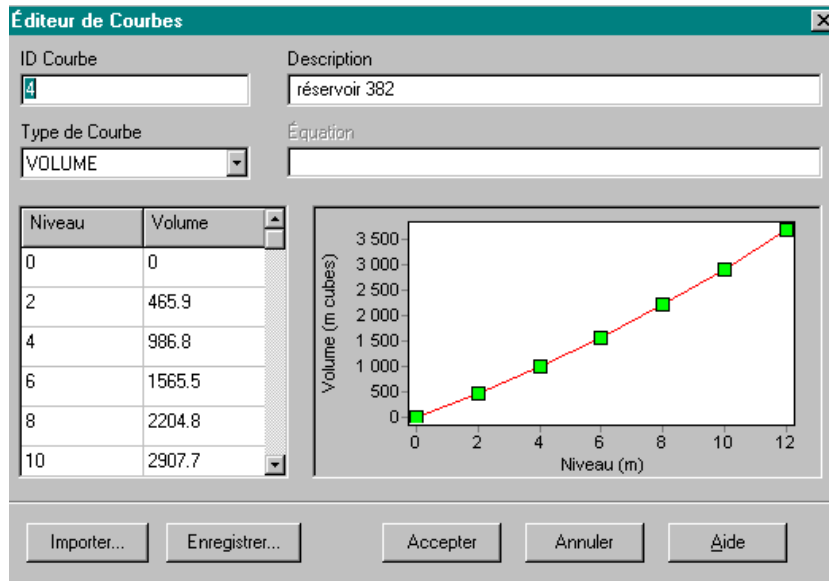 Éditeur de Courbes
ID Courbe
Description
4
réservoir 382
Type de Courbe
Équation
VOLUME
Niveau Volume
0 0
2 465.9
4 986.8
6 1565.5
8 2204.8
10 2907.7
Volume (m cubes)
3 500
3 000
2 500
2 000
1 500
1 000
500
0
0 2 4 6 8 10 12
Niveau (m)
Importer... Enregistrer... Accepter Annuler Aide